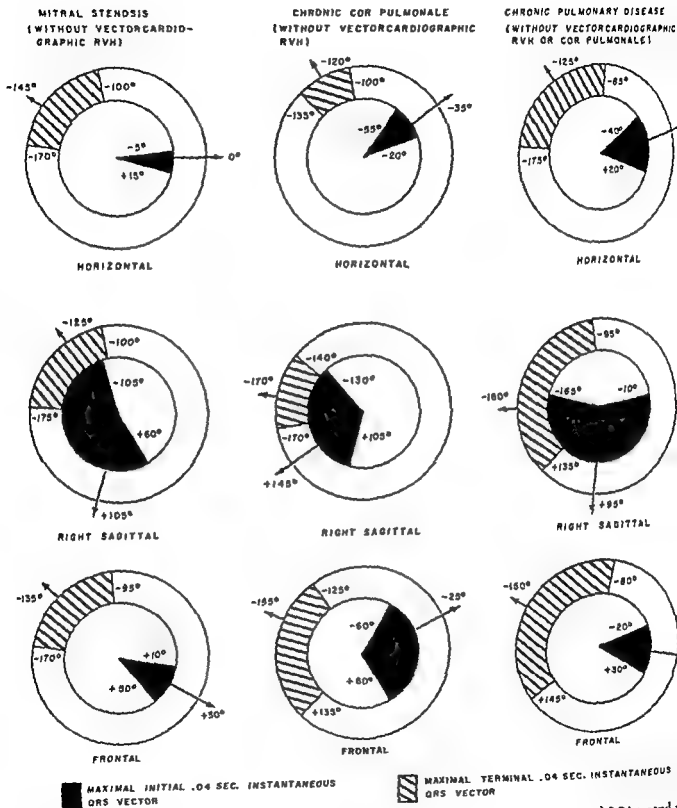 MITRAL STENOSIS
(WITHOUT VECTORCARDIO-
GRAPHIC RVH)
CHRONIC COR PULMONALE
(WITHOUT VECTORCARDIOGRAPHIC
RVH)
CHRONIC PULMONARY DISEASE
(WITHOUT VECTORCARDIOGRAPHIC
RVH OR COR PULMONALE)
-145°
-100°
-5°
0°
+15°
-170°
HORIZONTAL
-120°
-100°
-135°
-55°
-35°
-20°
HORIZONTAL
-125°
-85°
-40°
+20°
-175°
HORIZONTAL
-125°
-100°
-105°
-175°
+60°
+105°
RIGHT SAGITTAL
-140°
-170°
-130°
-170°
+105°
+145°
RIGHT SAGITTAL
-95°
-165°
-10°
-160°
+135°
+95°
RIGHT SAGITTAL
-135°
-95°
+10°
-170°
+50°
+30°
FRONTAL
-125°
-155°
-60°
-25°
+60°
+135°
FRONTAL
-80°
-150°
-20°
+30°
+145°
FRONTAL
MAXIMAL INITIAL .04 SEC. INSTANTANEOUS
QRS VECTOR
MAXIMAL TERMINAL .04 SEC. INSTANTANEOUS
QRS VECTOR